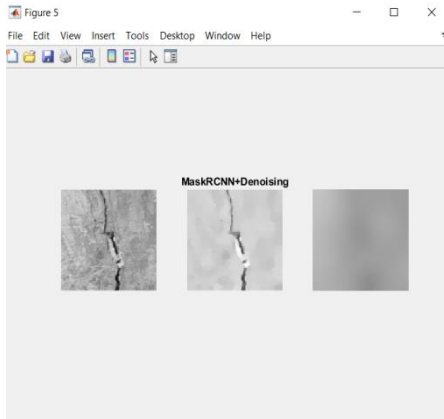 Figure 5
File Edit View Insert Tools Desktop Window Help
MaskRCNN+Denoising